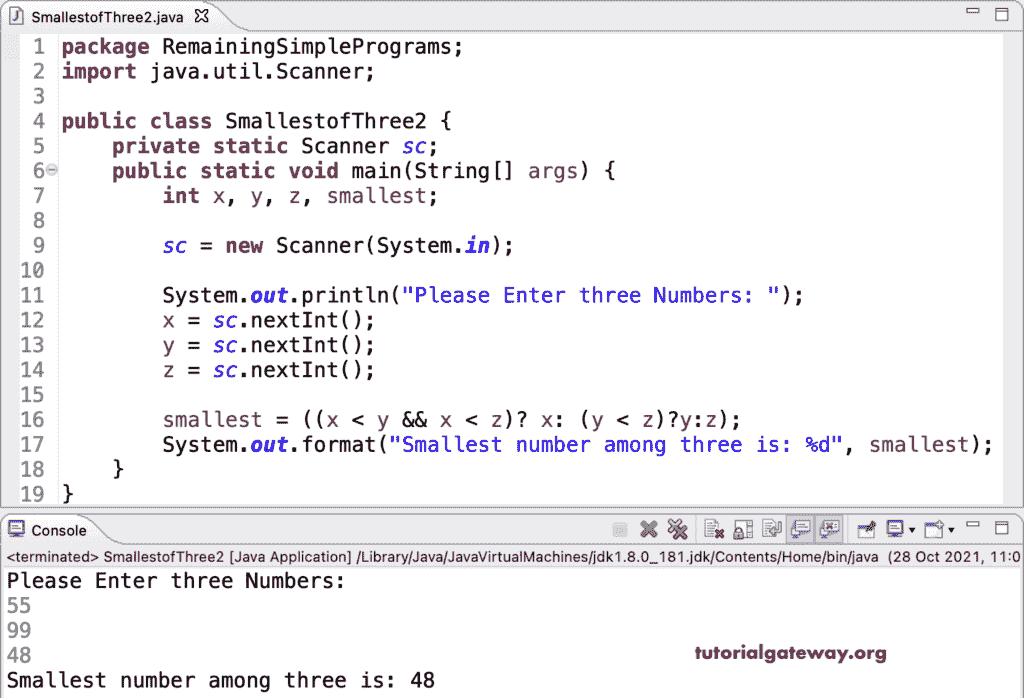 SmallestofThree2.java
1 package RemainingSimplePrograms;
2 import java.util.Scanner;
3
4 public class SmallestofThree2 {
5     private static Scanner sc;
6     public static void main(String[] args) {
7         int x, y, z, smallest;
8
9         sc = new Scanner(System.in);
10
11         System.out.println("Please Enter three Numbers: ");
12         x = sc.nextInt();
13         y = sc.nextInt();
14         z = sc.nextInt();
15
16         smallest = ((x < y && x < z)? x: (y < z)?y:z);
17         System.out.format("Smallest number among three is: %d", smallest);
18     }
19 }
Console
<terminated> SmallestofThree2 [Java Application] /Library/Java/JavaVirtualMachines/jdk1.8.0_181.jdk/Contents/Home/bin/java (28 Oct 2021, 11:0
Please Enter three Numbers:
55
99
48
tutorialgateway.org
Smallest number among three is: 48